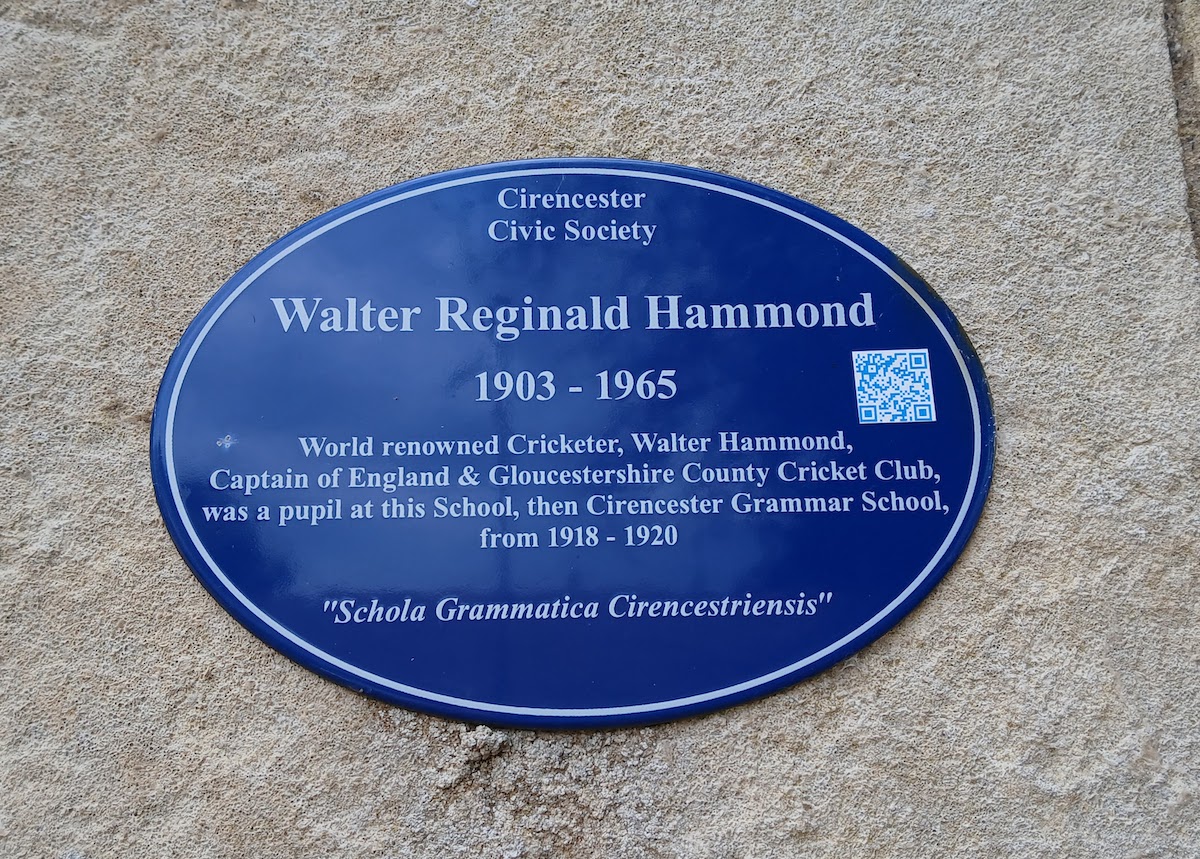 Cirencester
Civic Society
Walter Reginald Hammond
1903 - 1965
World renowned Cricketer, Walter Hammond,
Captain of England & Gloucestershire County Cricket Club,
was a pupil at this School, then Cirencester Grammar School,
from 1918 - 1920
"Schola Grammatica Cirencestriensis"